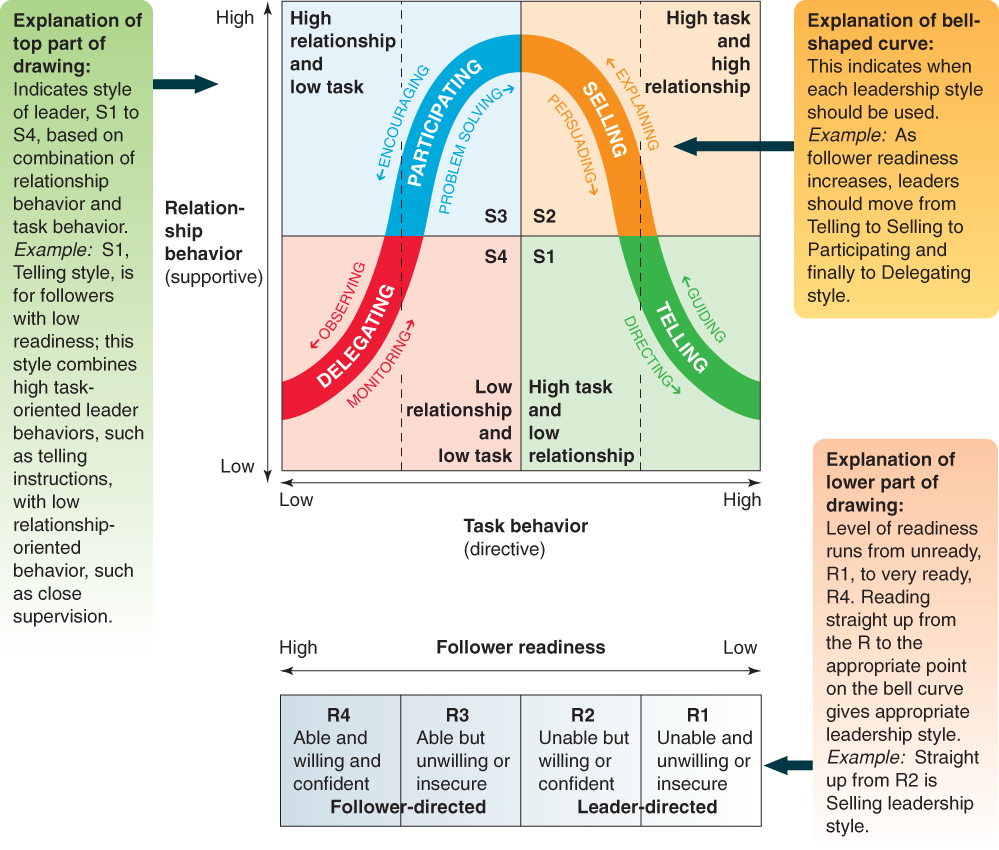 Explanation of
top part of
drawing:
Indicates style
of leader, S1 to
S4, based on
combination of
relationship
behavior and
task behavior.
Example: S1,
Telling style, is
for followers
with low
readiness; this
style combines
high task-
oriented leader
behaviors, such
as telling
instructions,
with low
relationship-
oriented
behavior, such
as close
supervision.
High
Relation-
ship
behavior
(supportive)
Low
High
relationship
and
low task
High task
and
high
relationship
←ENCOURAGING
PARTICIPATING
PROBLEM SOLVING→
←EXPLAINING
SELLING
PERSUADING→
S3
S2
S4
S1
←OBSERVING
DELEGATING
MONITORING→
←GUIDING
TELLING
DIRECTING→
Low
relationship
and
low task
High task
and
low
relationship
Low
High
Task behavior
(directive)
Explanation of bell-
shaped curve:
This indicates when
each leadership style
should be used.
Example: As
follower readiness
increases, leaders
should move from
Telling to Selling to
Participating and
finally to Delegating
style.
High
Follower readiness
Low
R4
Able and
willing and
confident
R3
Able but
unwilling or
insecure
R2
Unable but
willing or
confident
R1
Unable and
unwilling or
insecure
Follower-directed
Leader-directed
Explanation of
lower part of
drawing:
Level of readiness
runs from unready,
R1, to very ready,
R4. Reading
straight up from
the R to the
appropriate point
on the bell curve
gives appropriate
leadership style.
Example: Straight
up from R2 is
Selling leadership
style.